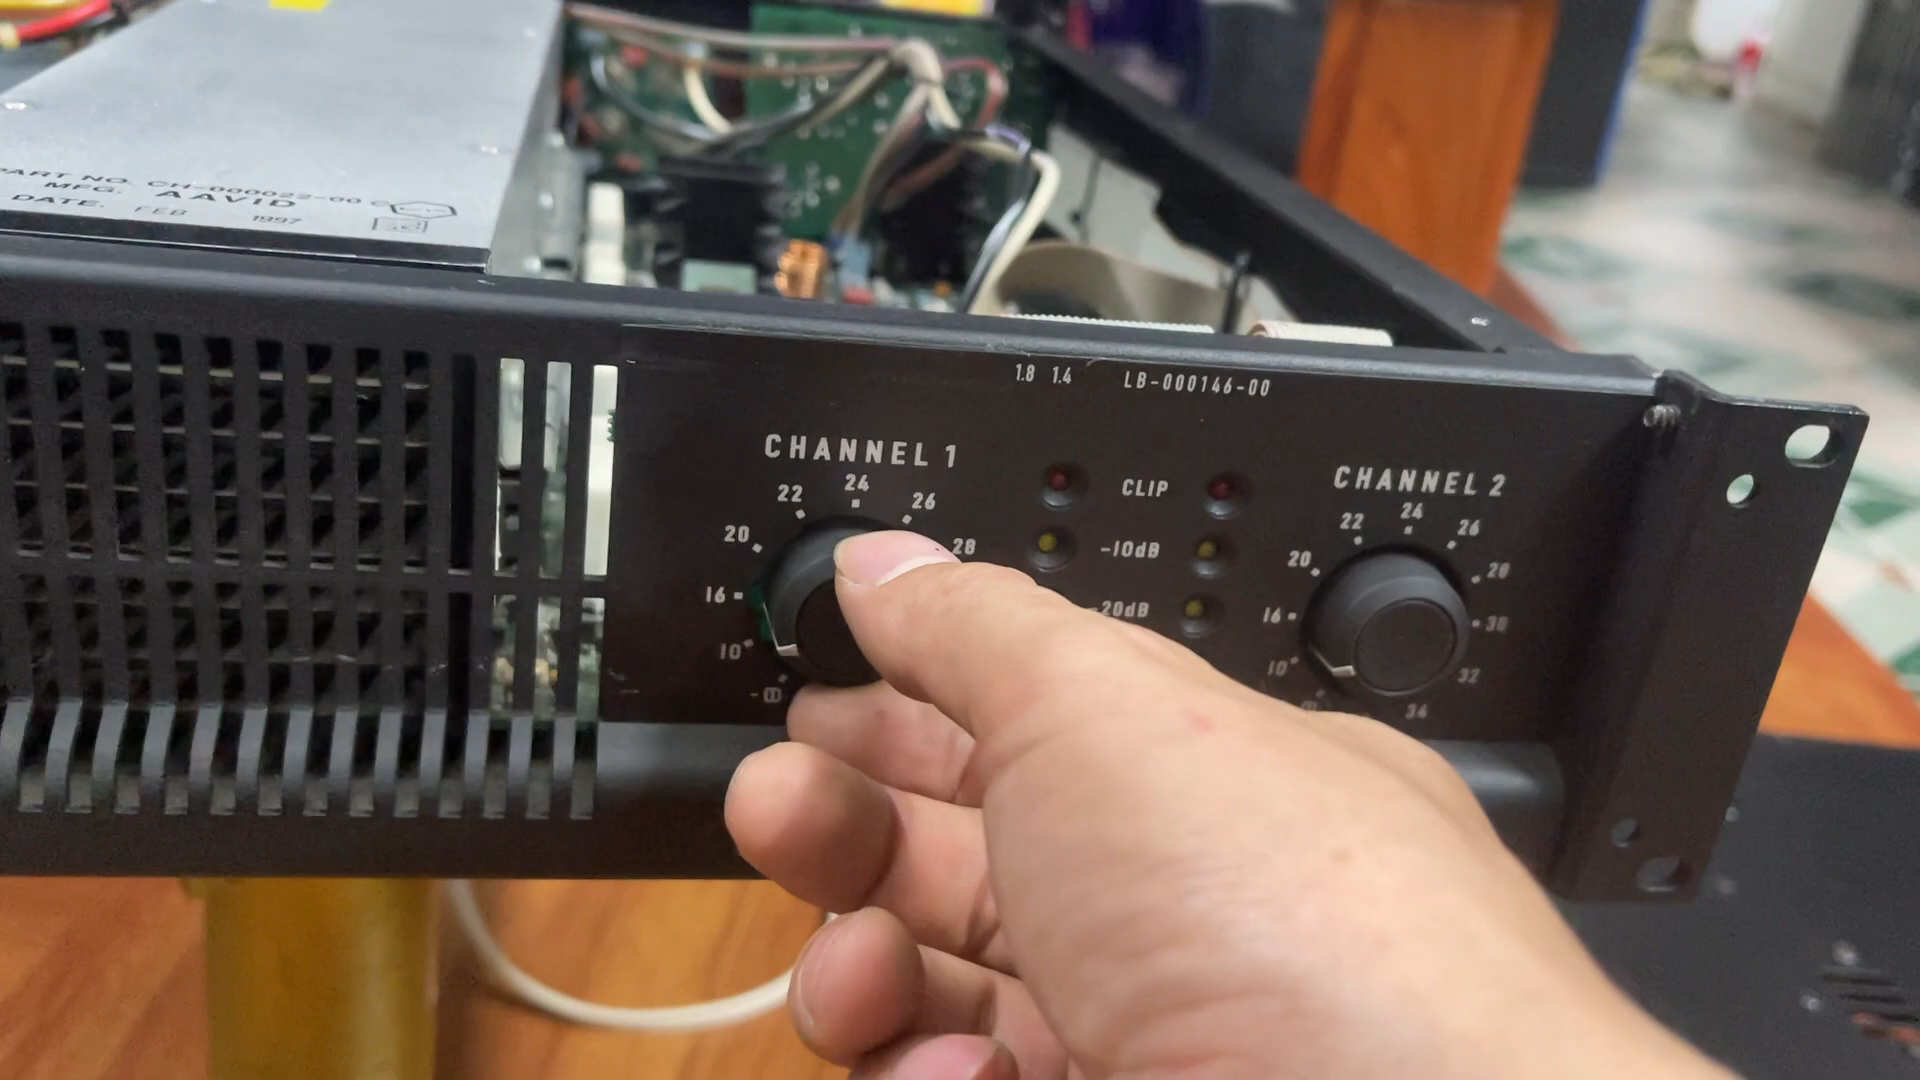 PART NO. CH-000022-00 C
MFG. AAVID
DATE. FEB 1997
1.8 1.4 LB-000146-00
CHANNEL 1
24
22 26
20 28
16
10
-∞
CLIP
-10dB
-20dB
CHANNEL 2
24
22 26
20 28
16 30
10 32
34